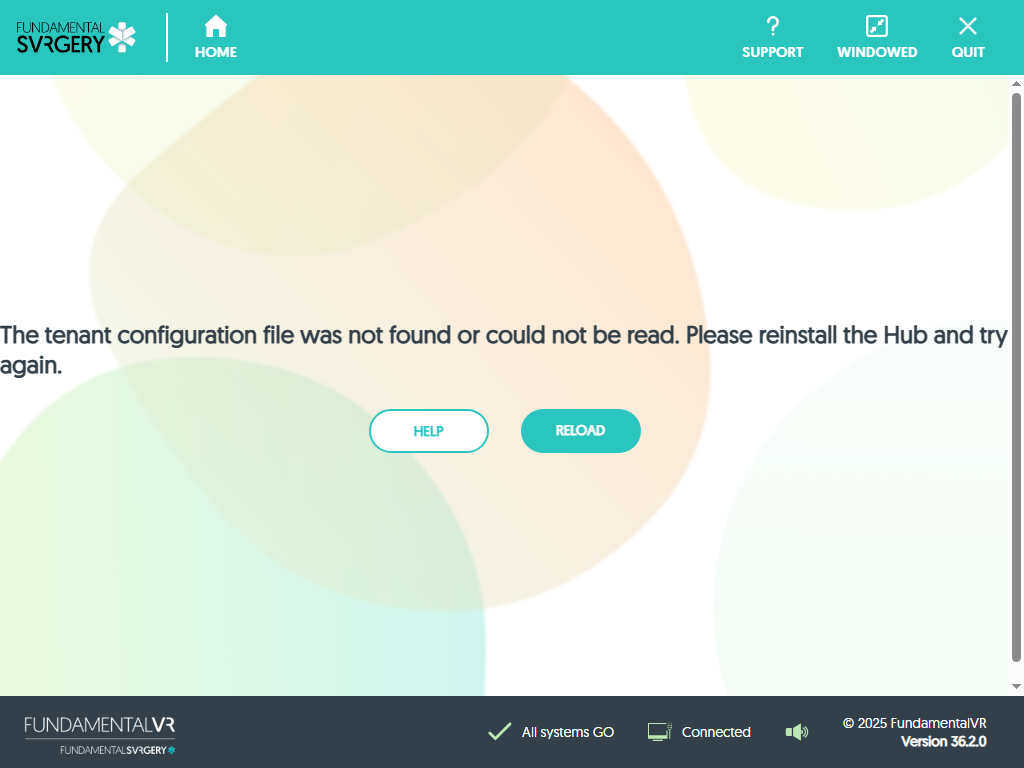 FUNDAMENTAL
SVRGERY
HOME
SUPPORT
WINDOWED
QUIT
The tenant configuration file was not found or could not be read. Please reinstall the Hub and try
again.
HELP
RELOAD
FUNDAMENTALVR
FUNDAMENTALSVRGERY
All systems GO
Connected
© 2025 FundamentalVR
Version 36.2.0